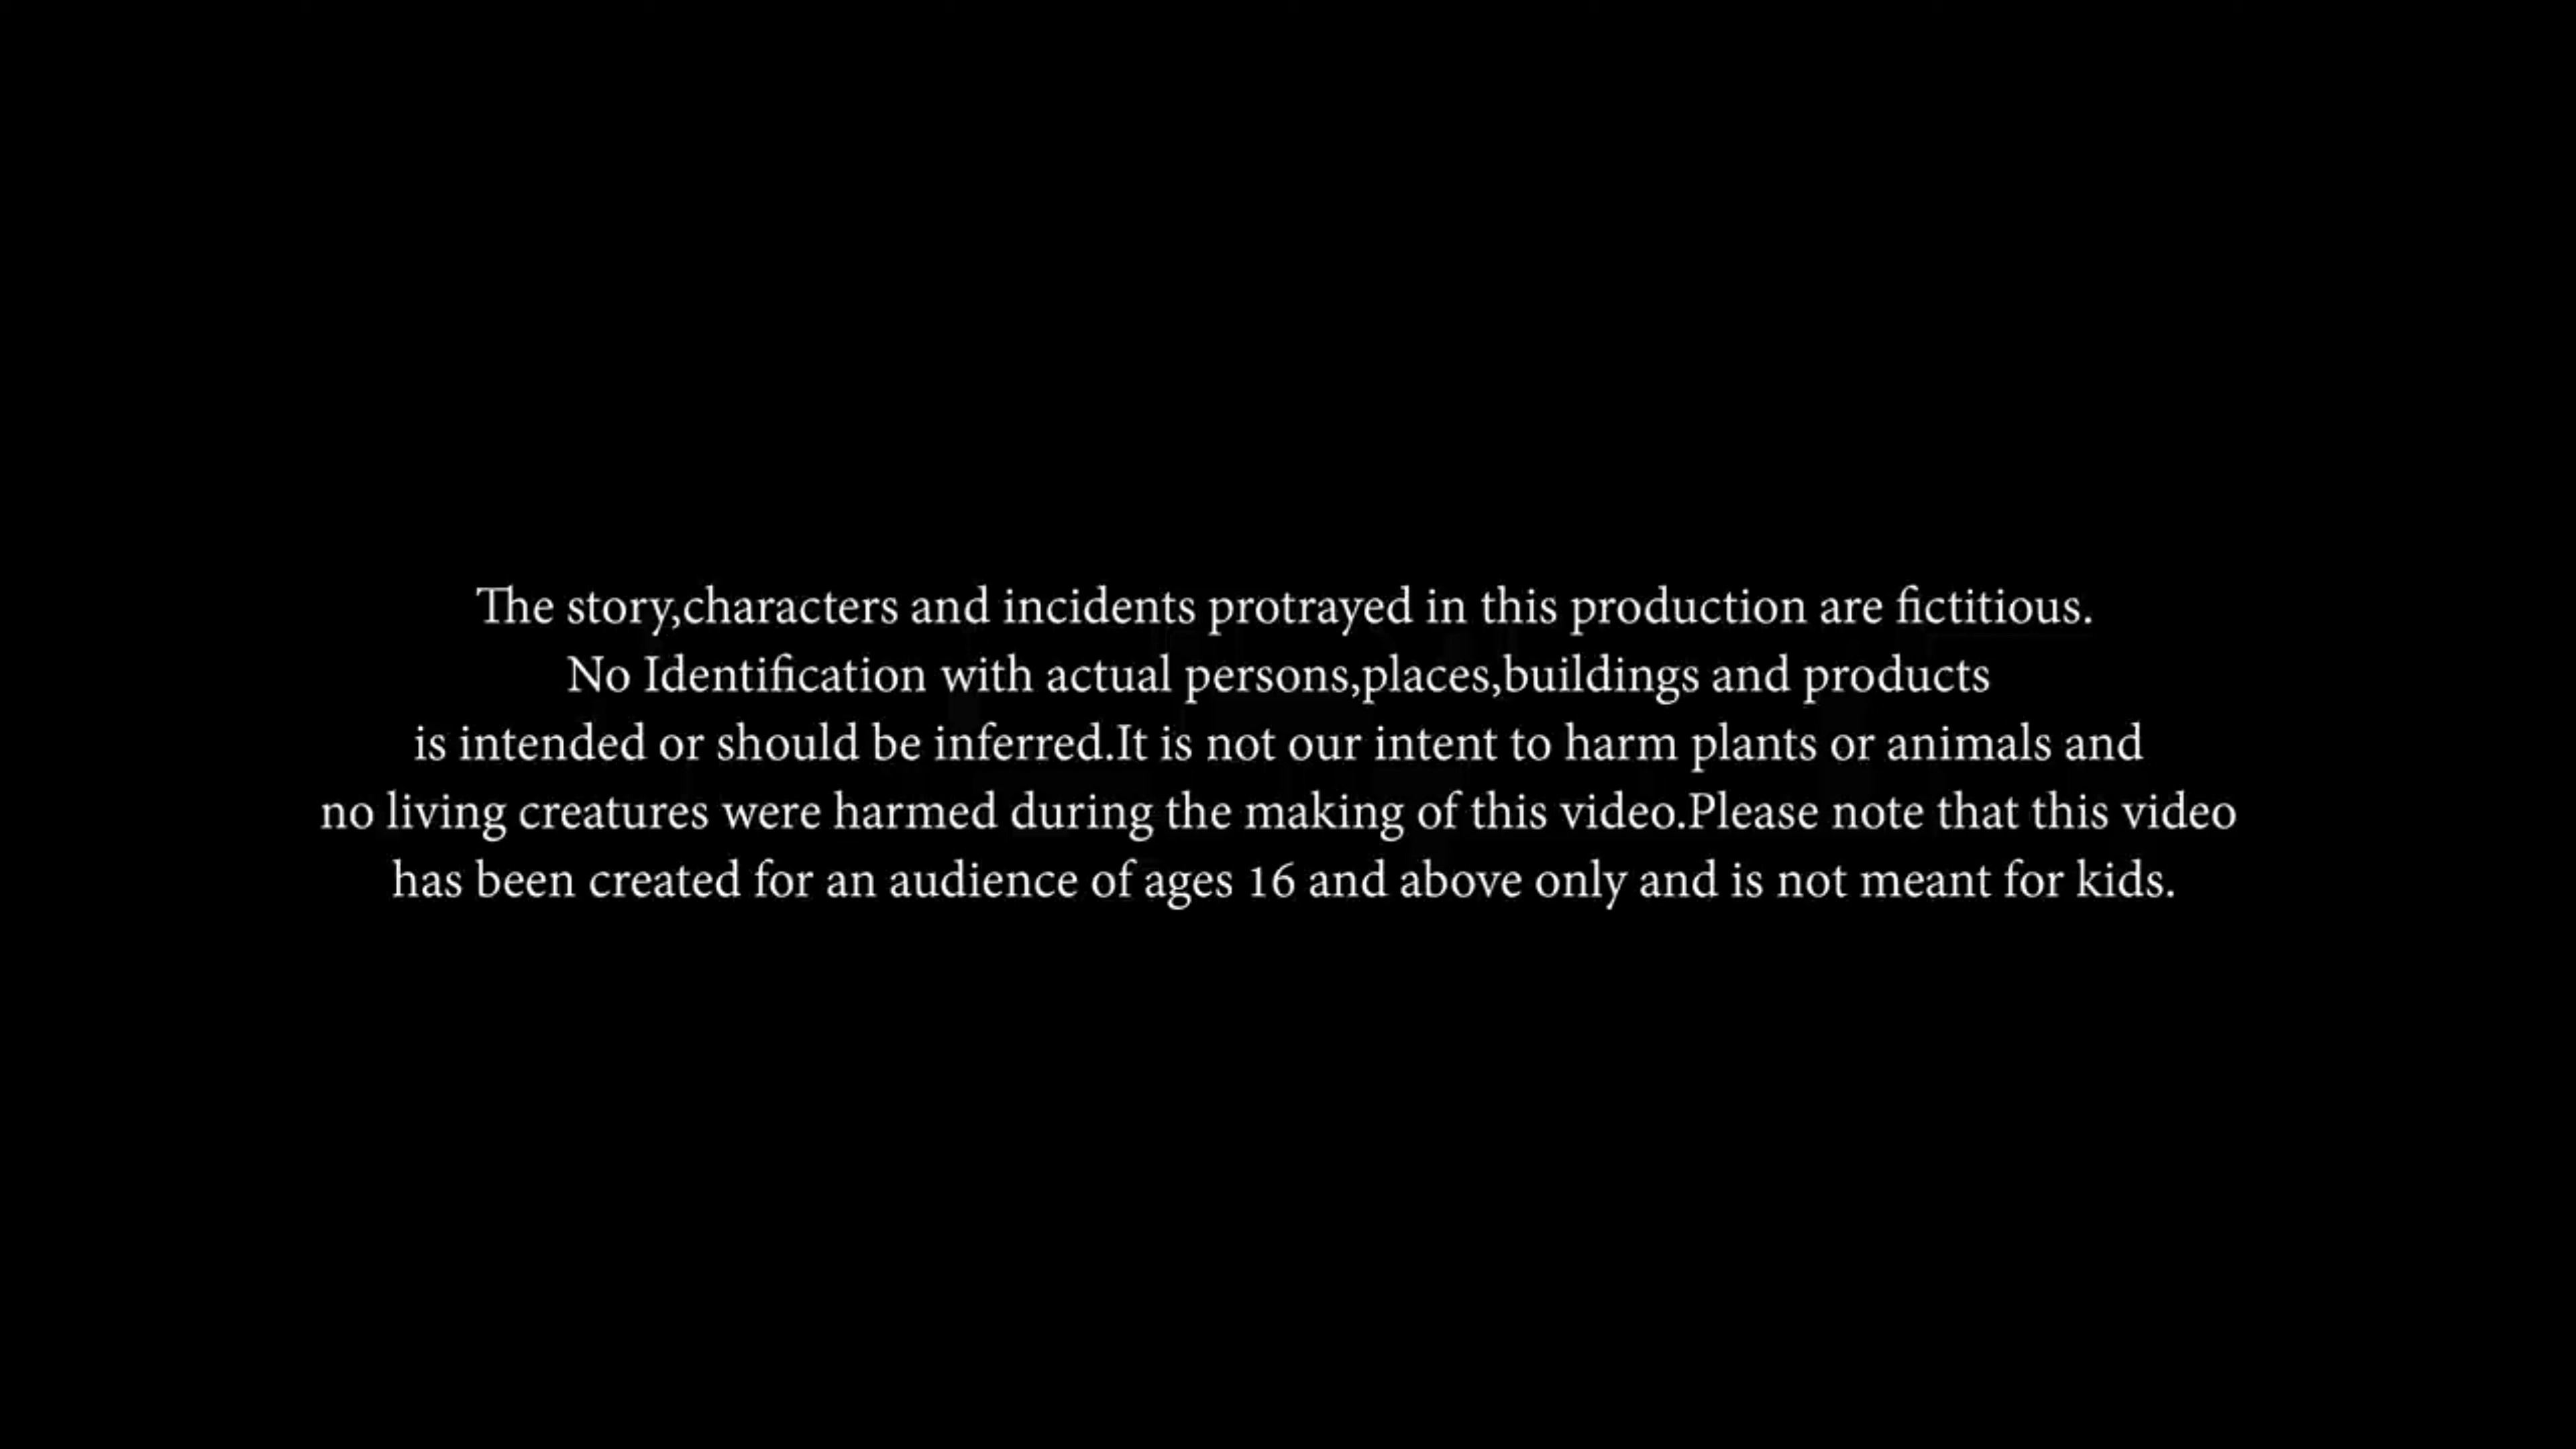 The story,characters and incidents protrayed in this production are fictitious.
No Identification with actual persons,places,buildings and products
is intended or should be inferred.It is not our intent to harm plants or animals and
no living creatures were harmed during the making of this video.Please note that this video
has been created for an audience of ages 16 and above only and is not meant for kids.